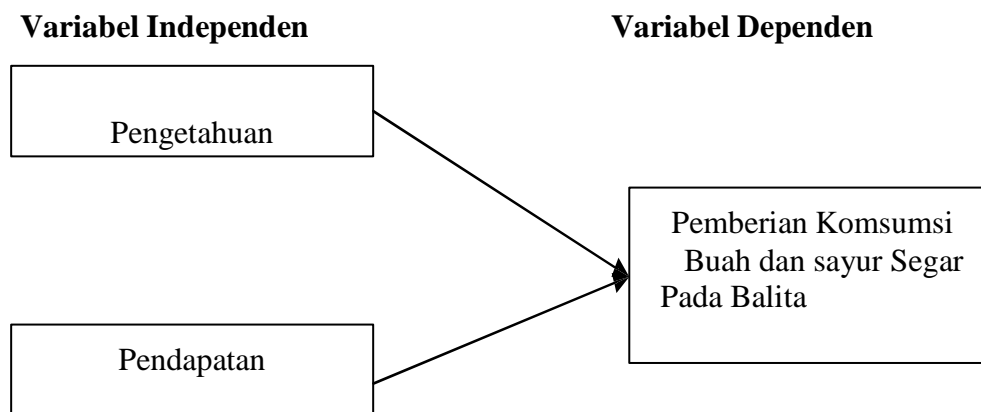 Variabel Independen
Variabel Dependen
Pengetahuan
Pemberian Komsumsi
Buah dan sayur Segar
Pada Balita
Pendapatan